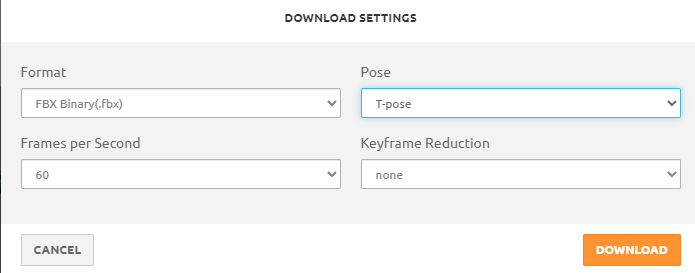 DOWNLOAD SETTINGS
Format Pose
FBX Binary(.fbx) T-pose
Frames per Second Keyframe Reduction
60 none
CANCEL DOWNLOAD